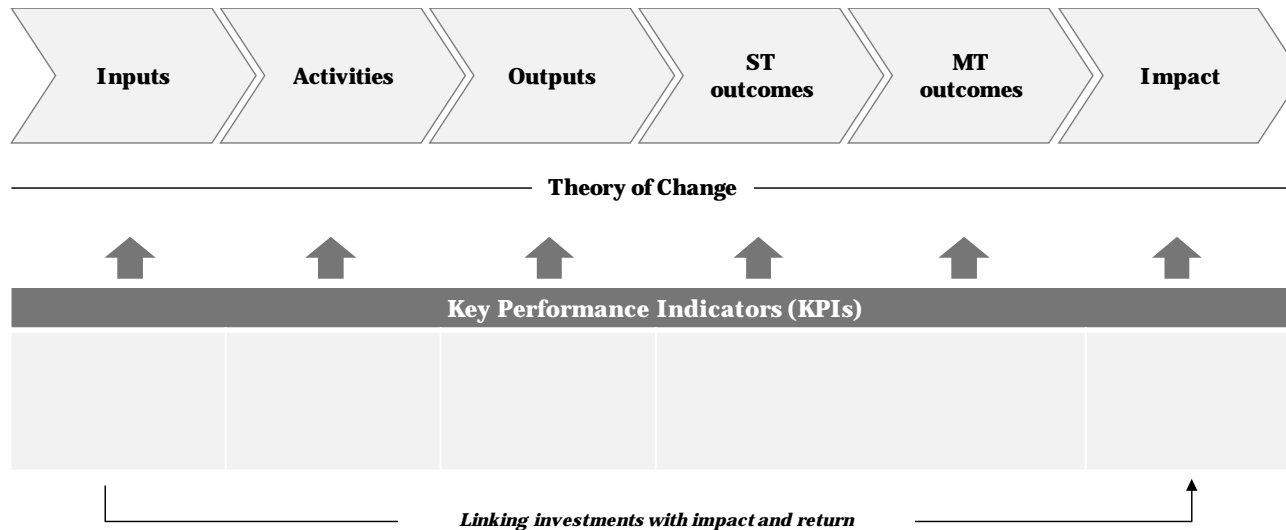 Inputs
Activities
Outputs
ST
outcomes
MT
outcomes
Impact
Theory of Change
Key Performance Indicators (KPIs)
Linking investments with impact and return